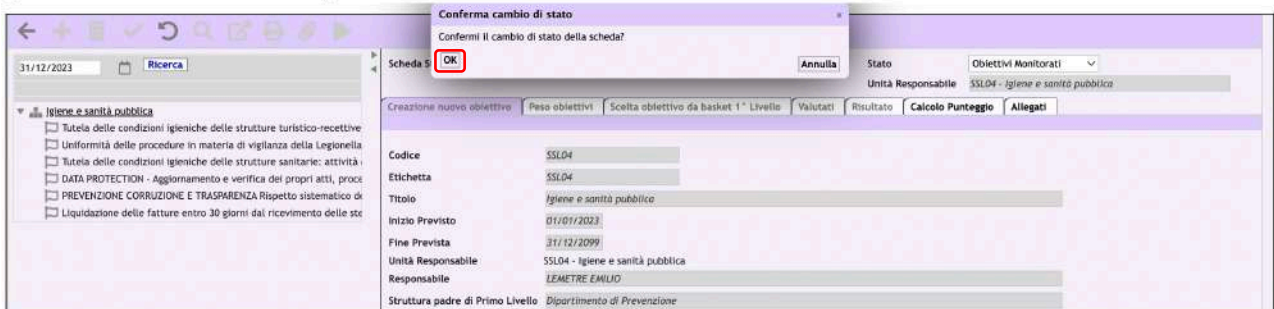 Conferma cambio di stato
Confermi il cambio di stato della scheda?
OK
Annulla
31/12/2023
Ricerca
Scheda S
Stato
Obiettivi Monitorati
Unità Responsabile
SSL04 - Igiene e sanità pubblica
Igiene e sanità pubblica
Tutela delle condizioni igieniche delle strutture turistico-recettive
Uniformità delle procedure in materia di vigilanza della Legionella
Tutela delle condizioni igieniche delle strutture sanitarie: attività
DATA PROTECTION - Aggiornamento e verifica dei propri atti, proce
PREVENZIONE CORRUZIONE E TRASPARENZA Rispetto sistematico de
Liquidazione delle fatture entro 30 giorni dal ricevimento delle ste
Creazione nuovo obiettivo
Peso obiettivi
Scelta obiettivo da basket 1° Livello
Valutati
Risultato
Calcolo Punteggio
Allegati
Codice SSL04
Etichetta SSL04
Titolo Igiene e sanità pubblica
Inizio Previsto 01/01/2023
Fine Prevista 31/12/2099
Unità Responsabile SSL04 - Igiene e sanità pubblica
Responsabile LEMETRE EMILIO
Struttura padre di Primo Livello Dipartimento di Prevenzione